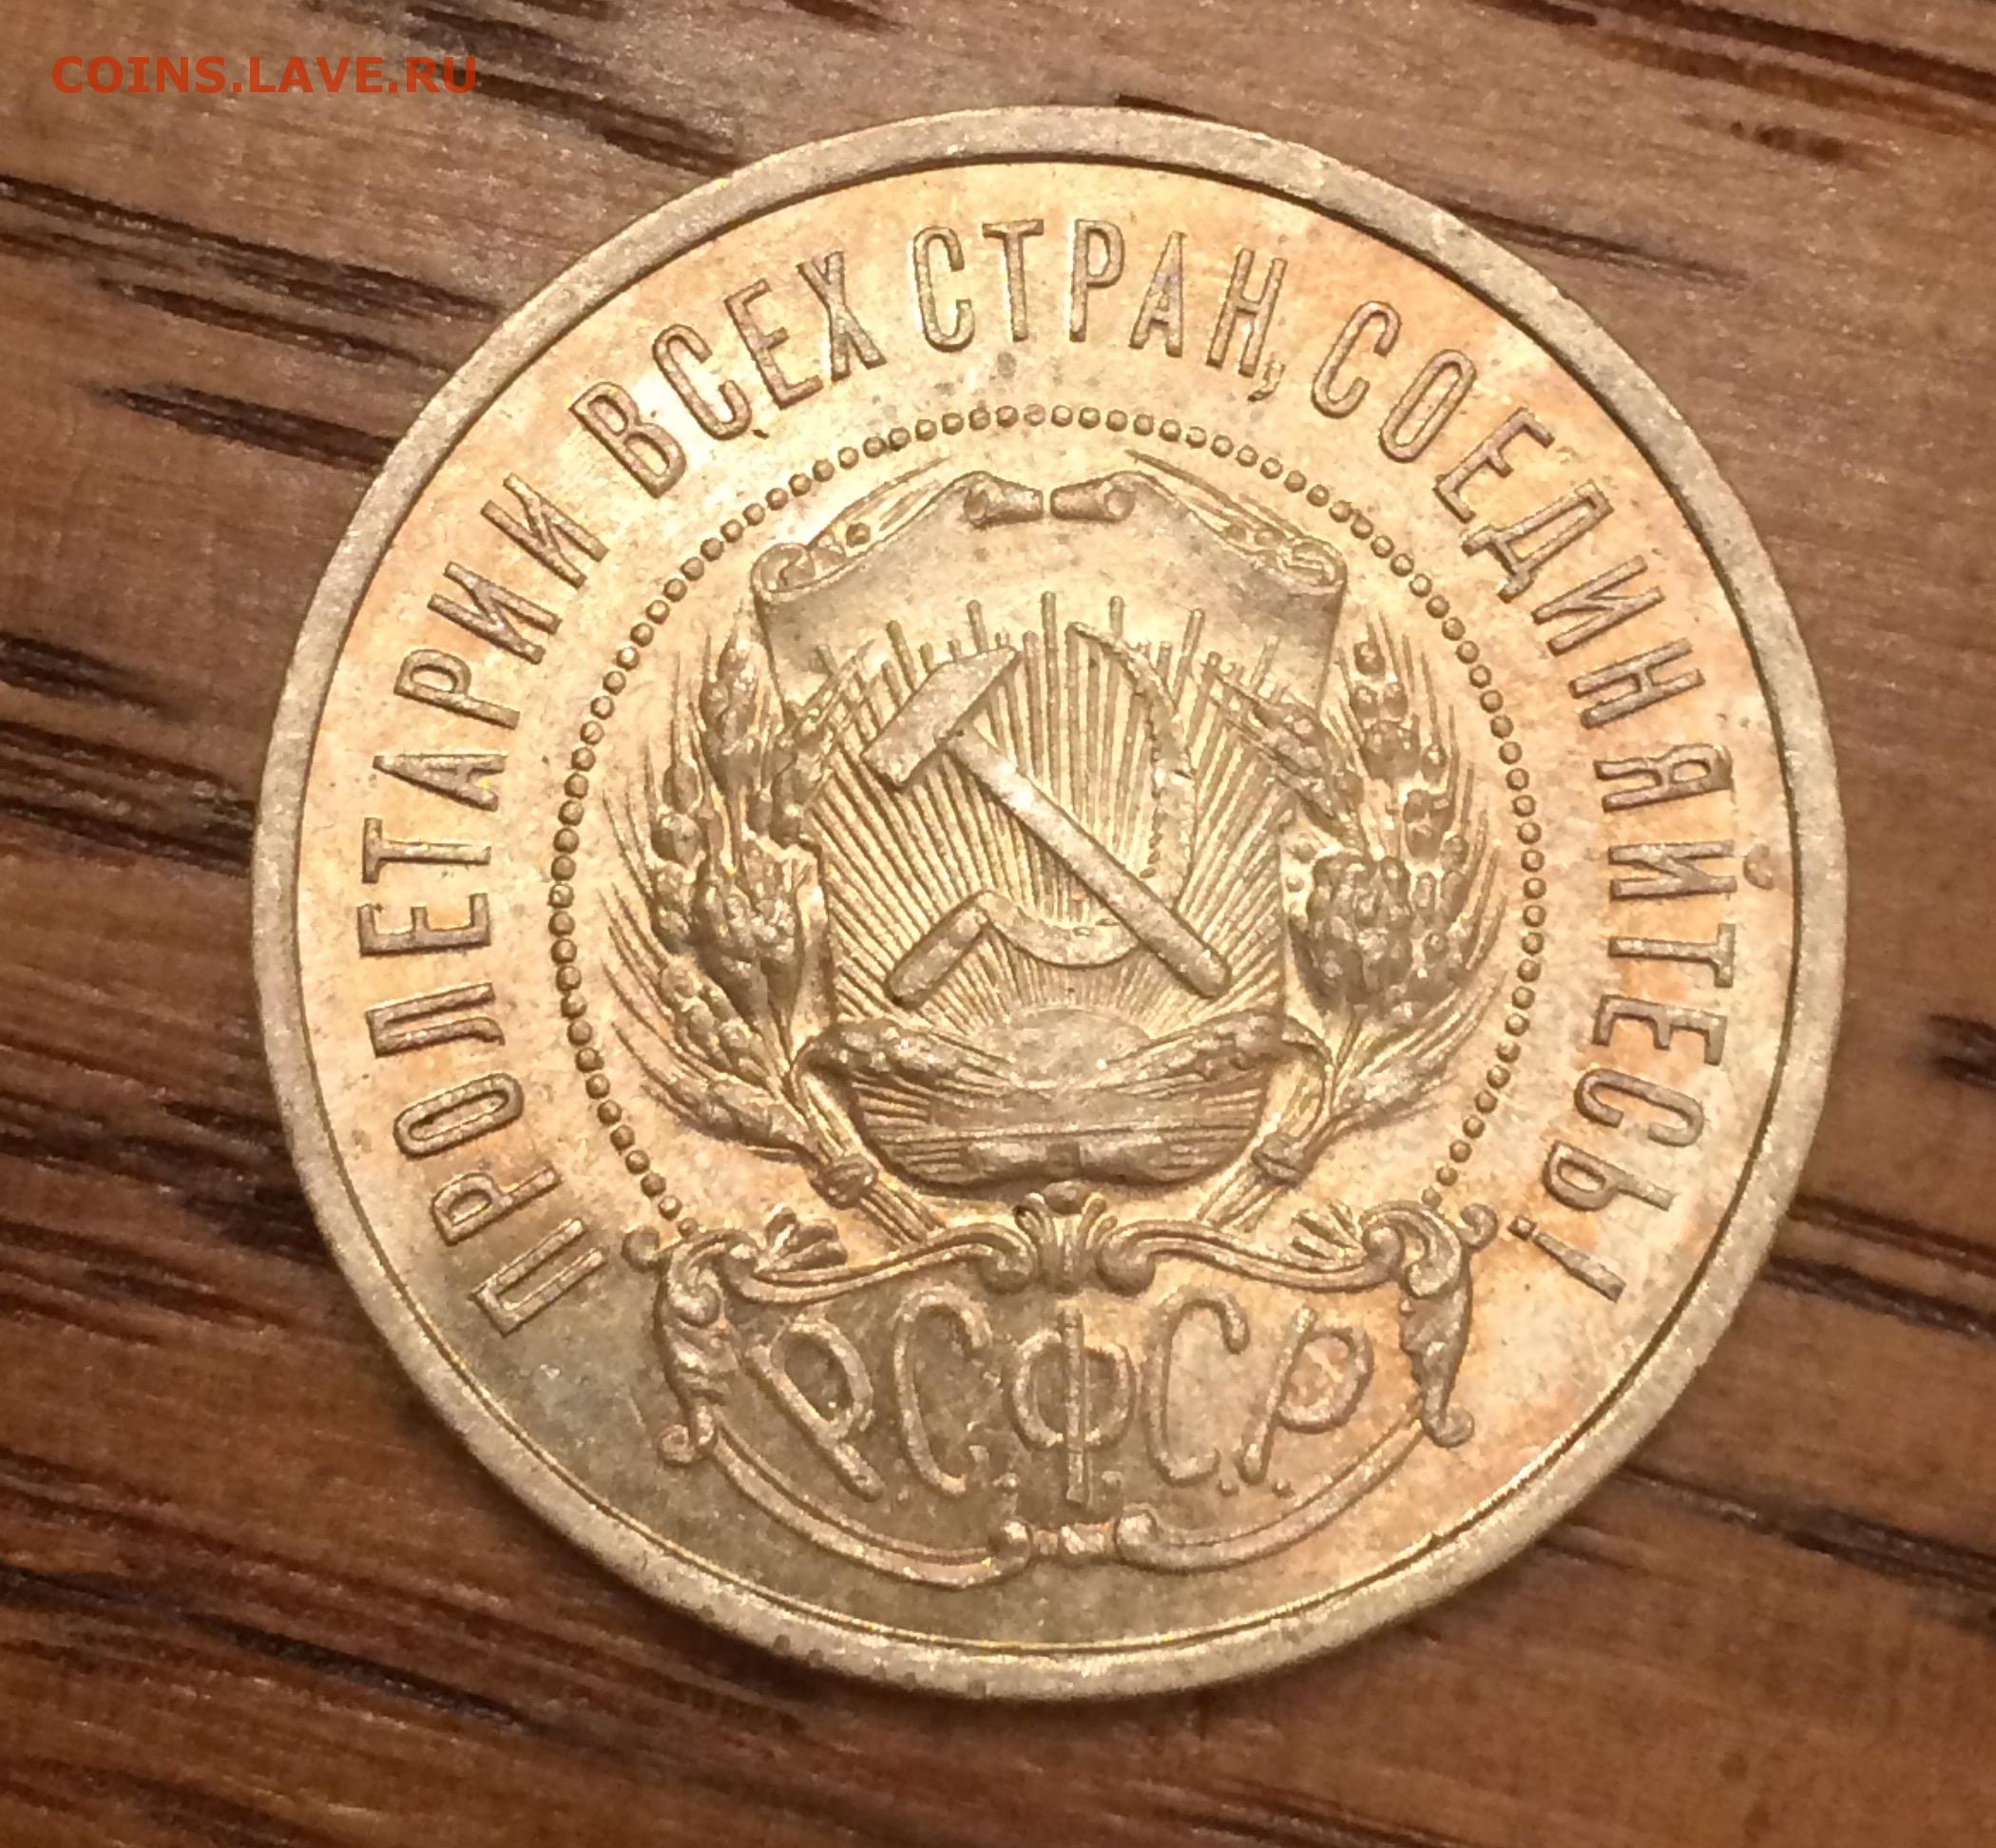 COINS.LAVE.RU
ПРОЛЕТАРИИ ВСЕХ СТРАН, СОЕДИНЯЙТЕСЬ!
Р.С.Ф.С.Р.